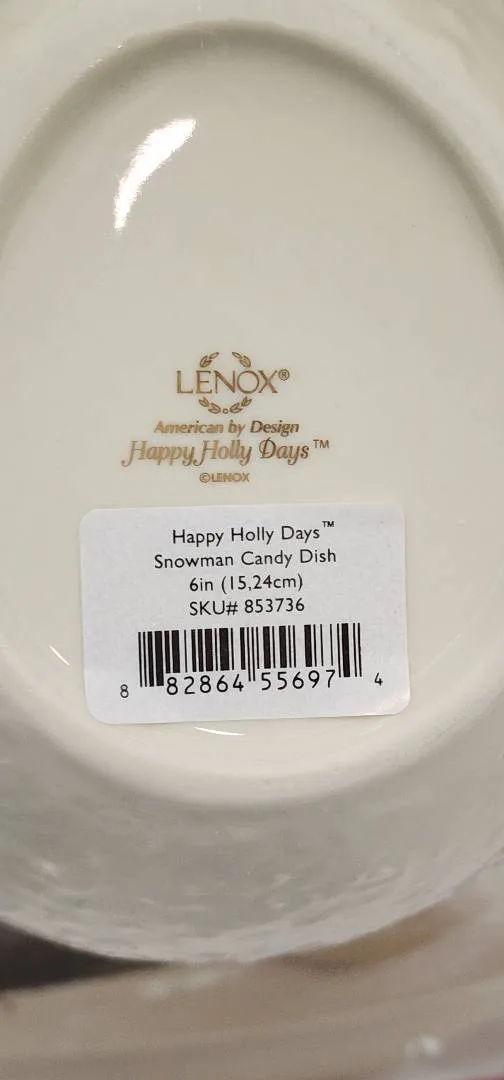 LENOX®
American by Design
Happy Holly Days™
©LENOX
Happy Holly Days™
Snowman Candy Dish
6in (15,24cm)
SKU# 853736
8 82864 55697 4